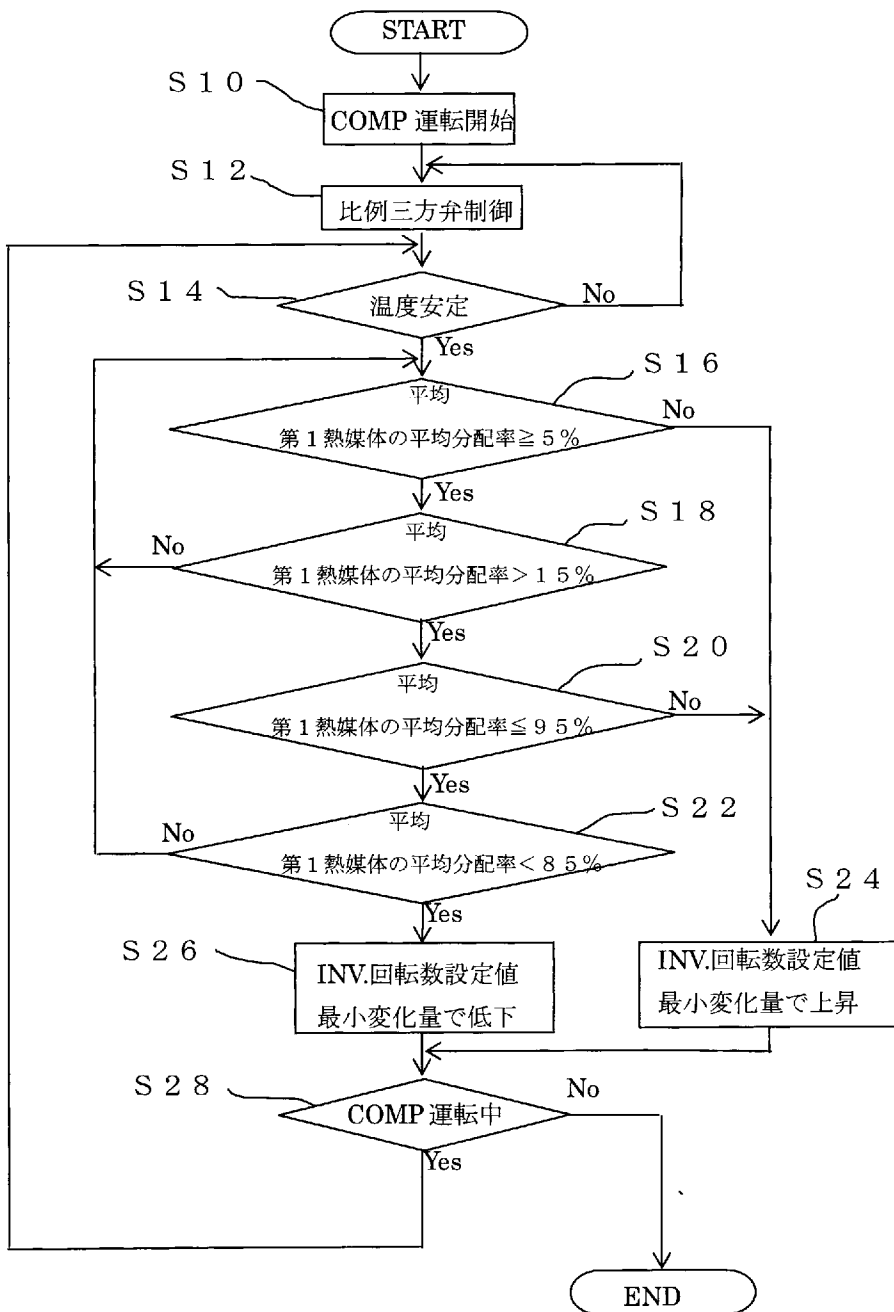 START
S10
COMP 運転開始
S12
比例三方弁制御
S14
温度安定
No
Yes
S16
平均
No
第1熱媒体の平均分配率≧5%
Yes
S18
平均
No
第1熱媒体の平均分配率>15%
Yes
S20
平均
No
第1熱媒体の平均分配率≦95%
Yes
S22
平均
No
第1熱媒体の平均分配率<85%
Yes
S24
S26
INV.回転数設定値
最小変化量で低下
INV.回転数設定値
最小変化量で上昇
S28
COMP 運転中
No
Yes
END